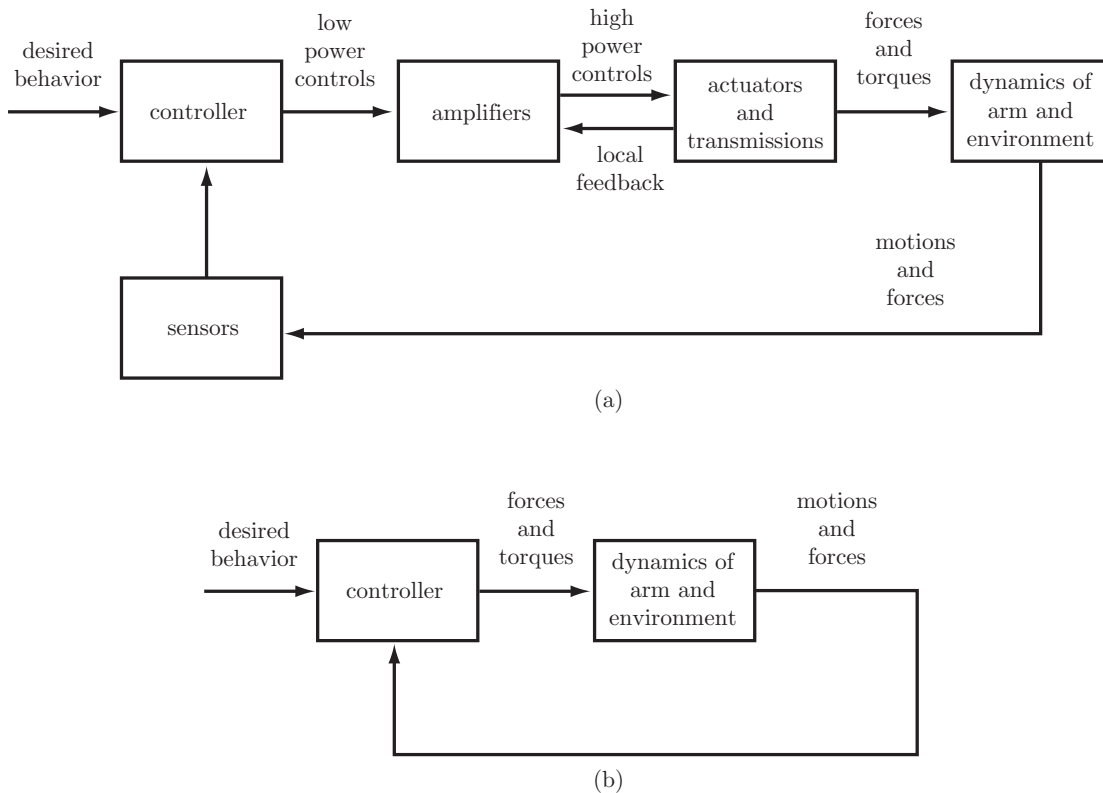 desired
behavior
controller
low
power
controls
amplifiers
high
power
controls
local
feedback
actuators
and
transmissions
forces
and
torques
dynamics of
arm and
environment
motions
and
forces
sensors
(a)
desired
behavior
controller
forces
and
torques
dynamics of
arm and
environment
motions
and
forces
(b)